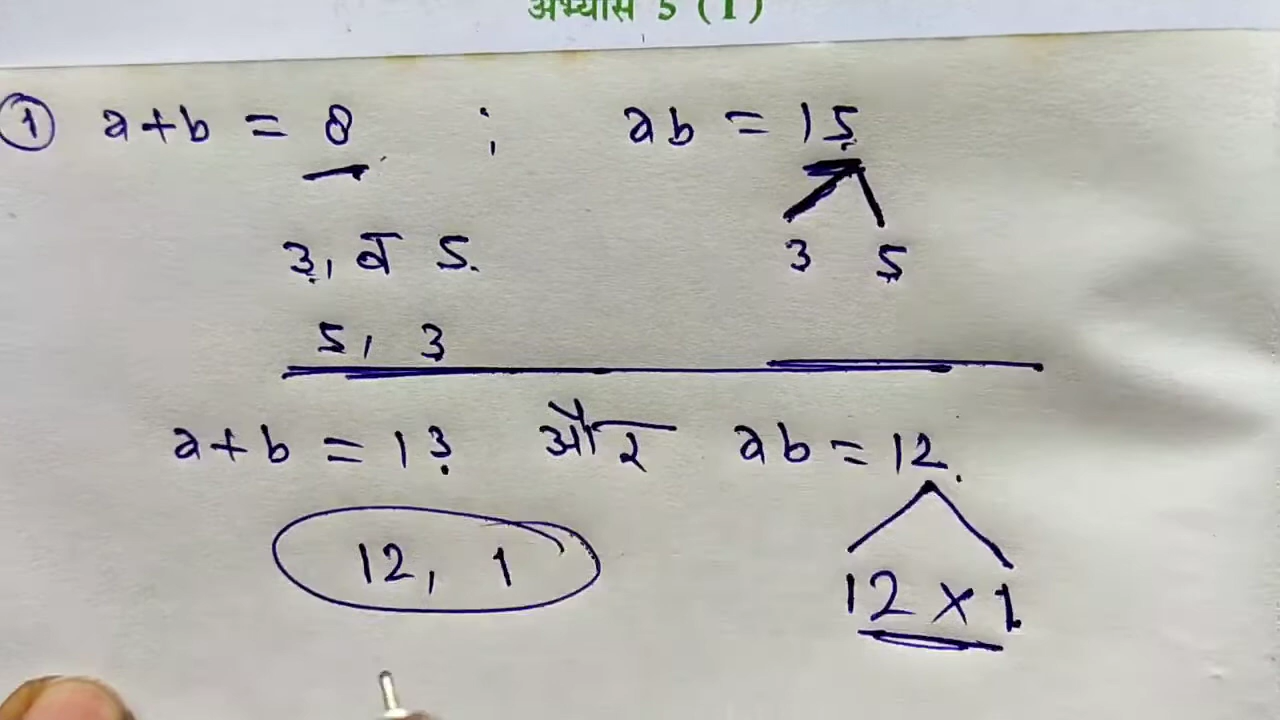 अभ्यास 5 (1)
① a+b = 8 ; ab = 15
3, व 5. 3 5
5, 3
a+b = 13 और ab = 12.
12, 1 12 × 1